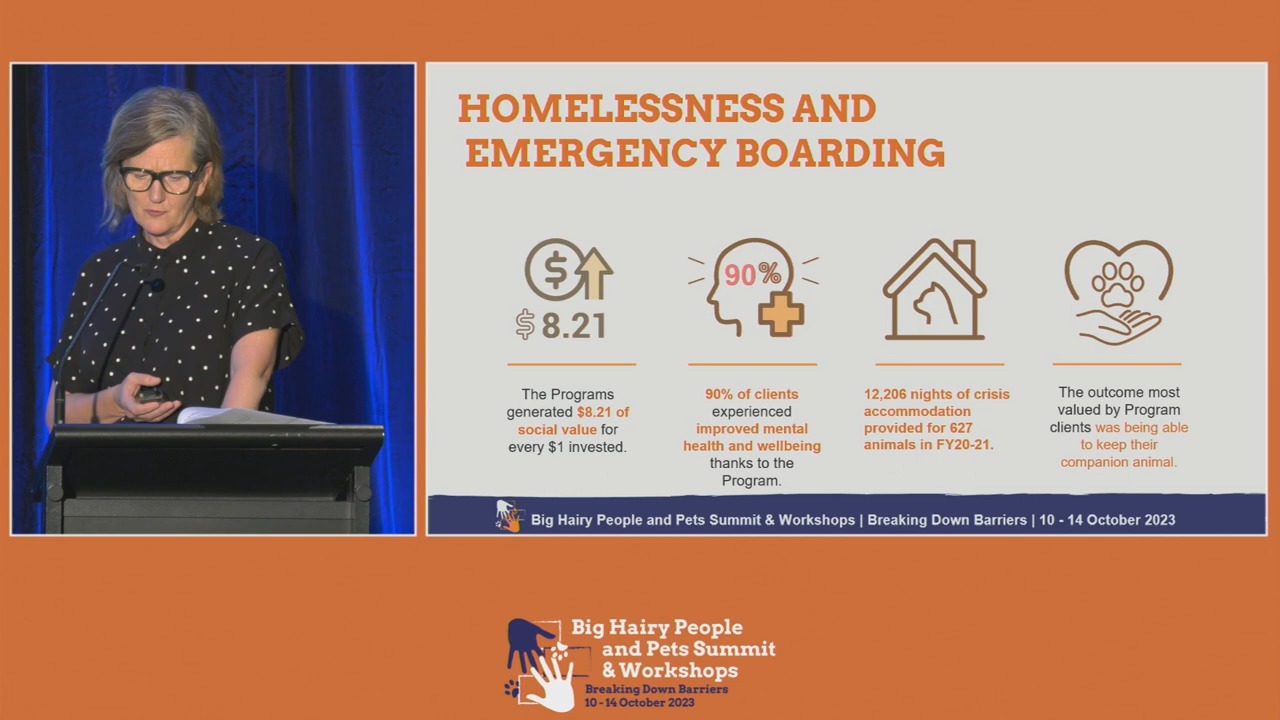 HOMELESSNESS AND
EMERGENCY BOARDING
$
$8.21
The Programs
generated $8.21 of
social value for
every $1 invested.
90%
90% of clients
experienced
improved mental
health and wellbeing
thanks to the
Program.
12,206 nights of crisis
accommodation
provided for 627
animals in FY20-21.
The outcome most
valued by Program
clients was being able
to keep their
companion animal.
Big Hairy People and Pets Summit & Workshops | Breaking Down Barriers | 10 - 14 October 2023
Big Hairy People
and Pets Summit
& Workshops
Breaking Down Barriers
10 - 14 October 2023